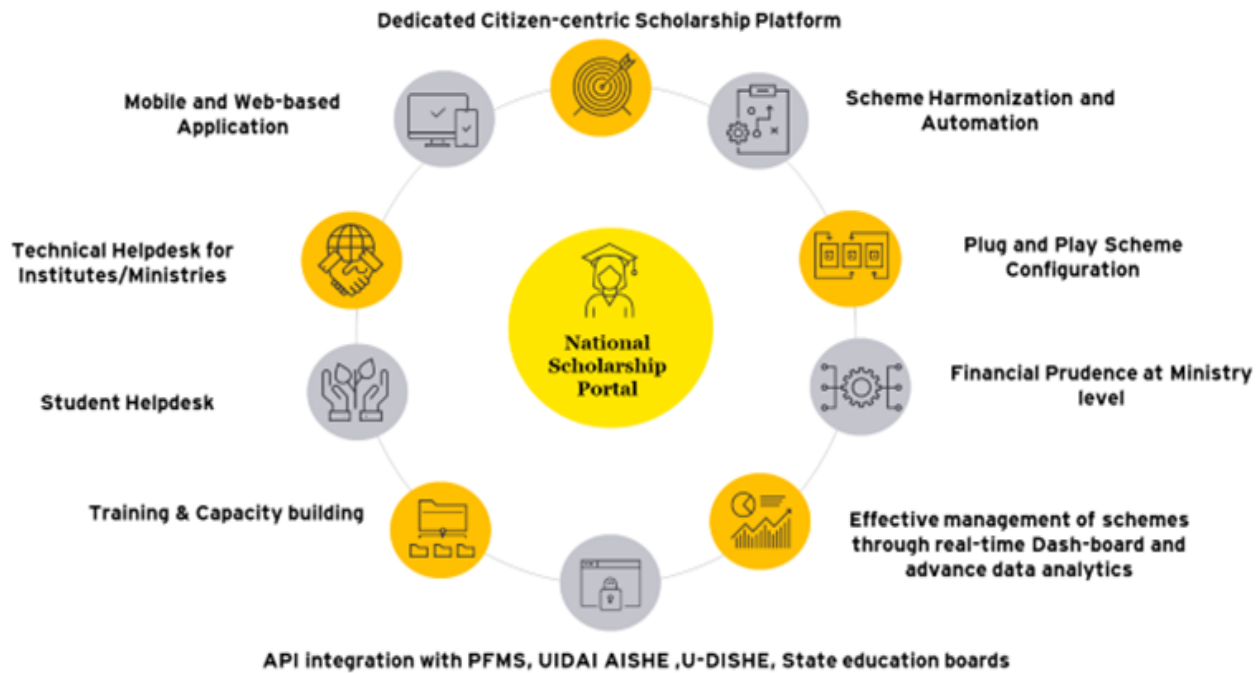 Dedicated Citizen-centric Scholarship Platform
Mobile and Web-based
Application
Scheme Harmonization and
Automation
Technical Helpdesk for
Institutes/Ministries
Plug and Play Scheme
Configuration
National
Scholarship
Portal
Student Helpdesk
Financial Prudence at Ministry
level
Training & Capacity building
Effective management of schemes
through real-time Dash-board and
advance data analytics
API integration with PFMS, UIDAI AISHE ,U-DISHE, State education boards